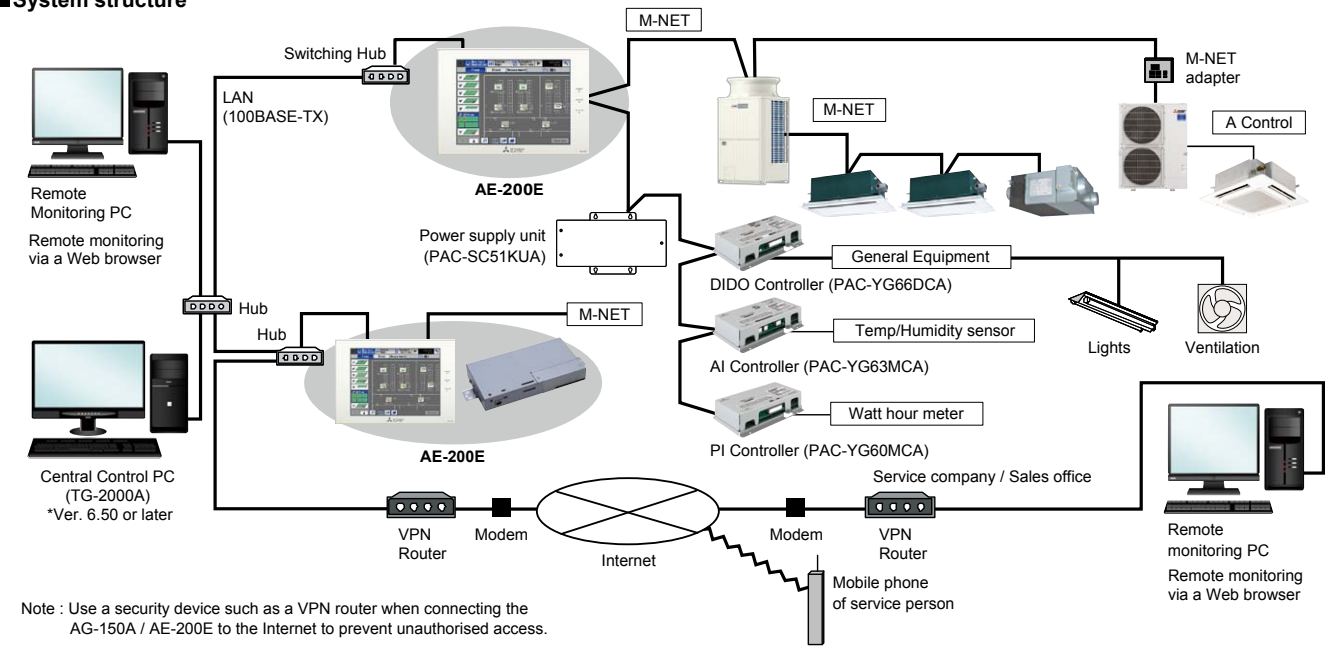 ■System structure
M-NET
Switching Hub
M-NET
adapter
LAN
(100BASE-TX)
M-NET
A Control
AE-200E
Remote
Monitoring PC
Remote monitoring
via a Web browser
Power supply unit
(PAC-SC51KUA)
General Equipment
DIDO Controller (PAC-YG66DCA)
Hub
Hub
M-NET
Temp/Humidity sensor
Lights
Ventilation
AI Controller (PAC-YG63MCA)
Watt hour meter
AE-200E
PI Controller (PAC-YG60MCA)
Central Control PC
(TG-2000A)
*Ver. 6.50 or later
Service company / Sales office
VPN
Router
Modem
Internet
Modem
VPN
Router
Remote
monitoring PC
Remote monitoring
via a Web browser
Mobile phone
of service person
Note : Use a security device such as a VPN router when connecting the
AG-150A / AE-200E to the Internet to prevent unauthorised access.